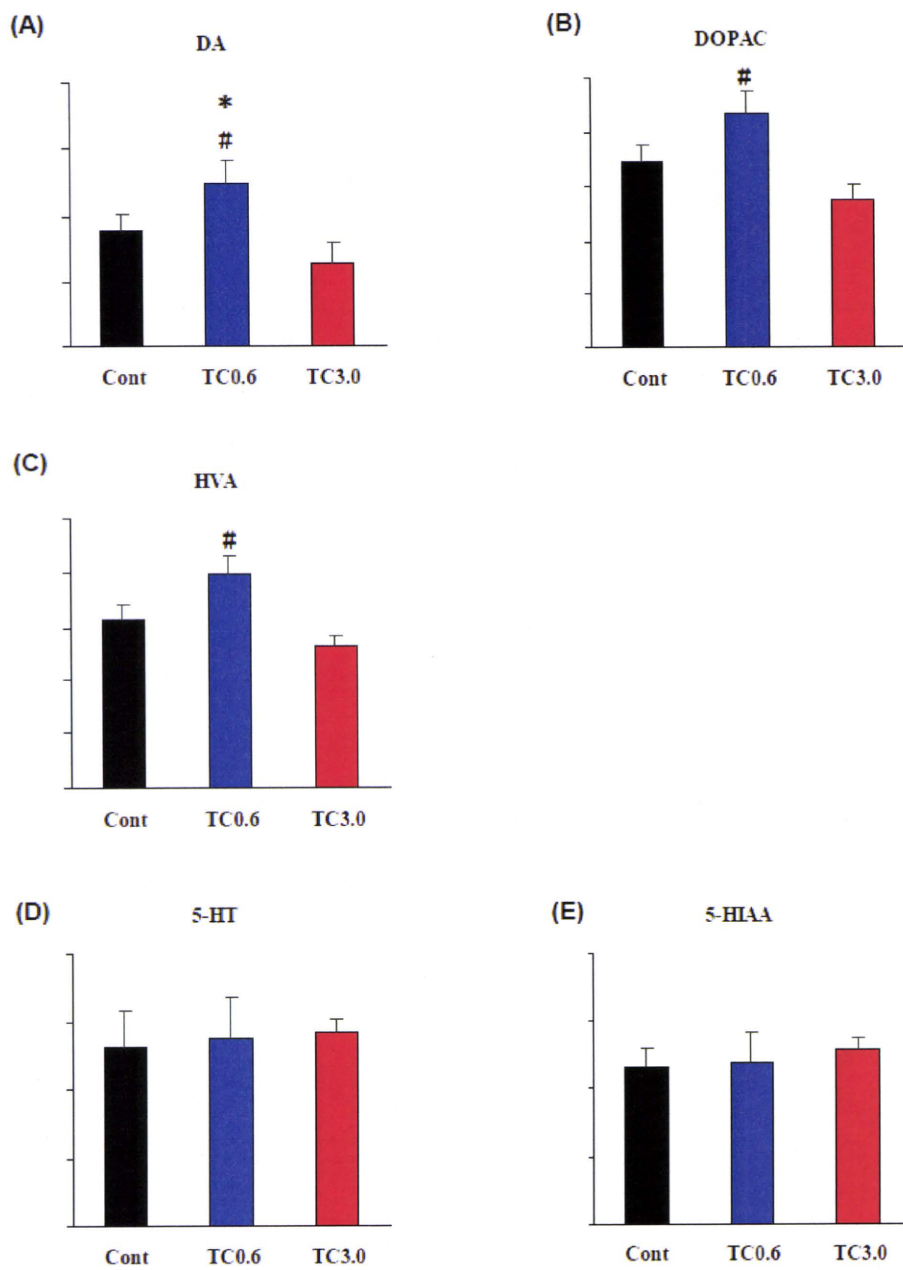 (A)
DA
*
#
Cont TC0.6 TC3.0
(B)
DOPAC
#
Cont TC0.6 TC3.0
(C)
HVA
#
Cont TC0.6 TC3.0
(D)
5-HT
Cont TC0.6 TC3.0
(E)
5-HIAA
Cont TC0.6 TC3.0